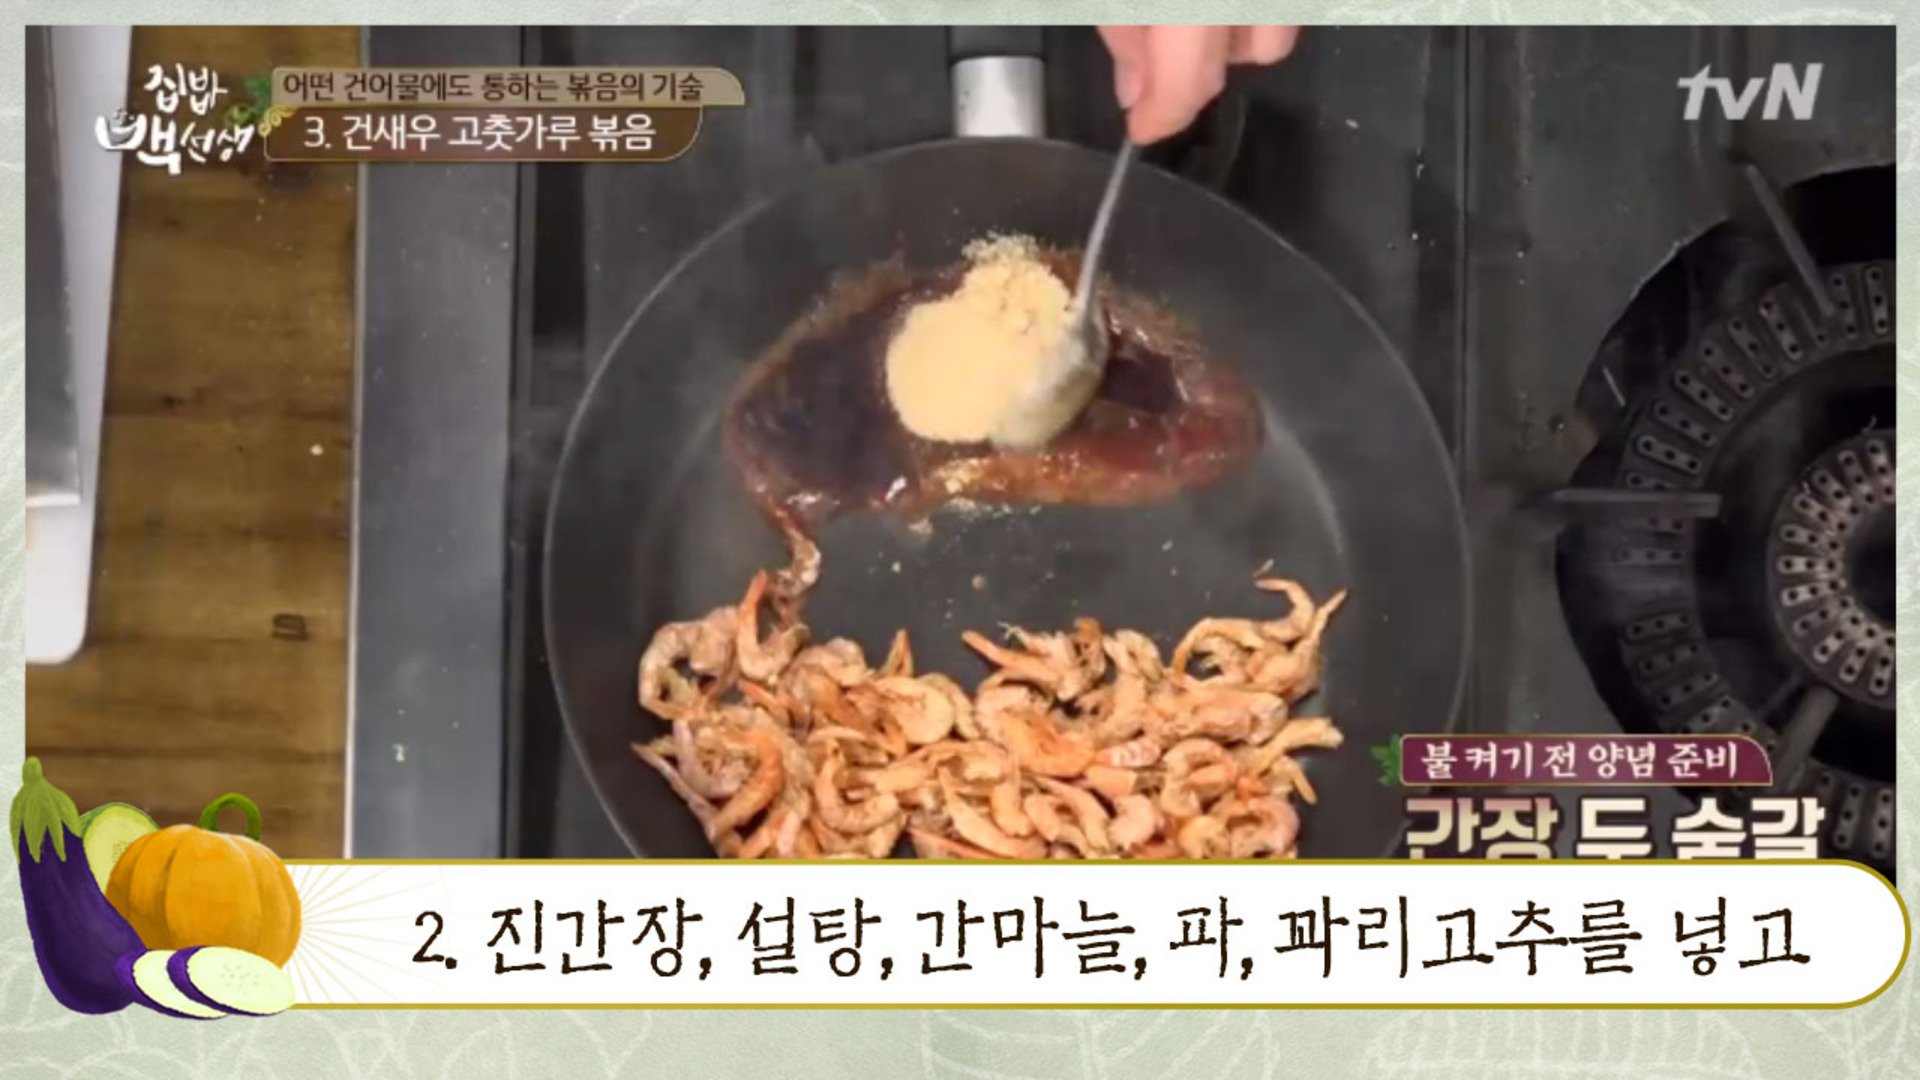 집밥
백선생
어떤 건어물에도 통하는 볶음의 기술
3. 건새우 고춧가루 볶음
tvN
불 켜기 전 양념 준비
간장 두 숟갈
2. 진간장, 설탕, 간마늘, 파, 꽈리고추를 넣고